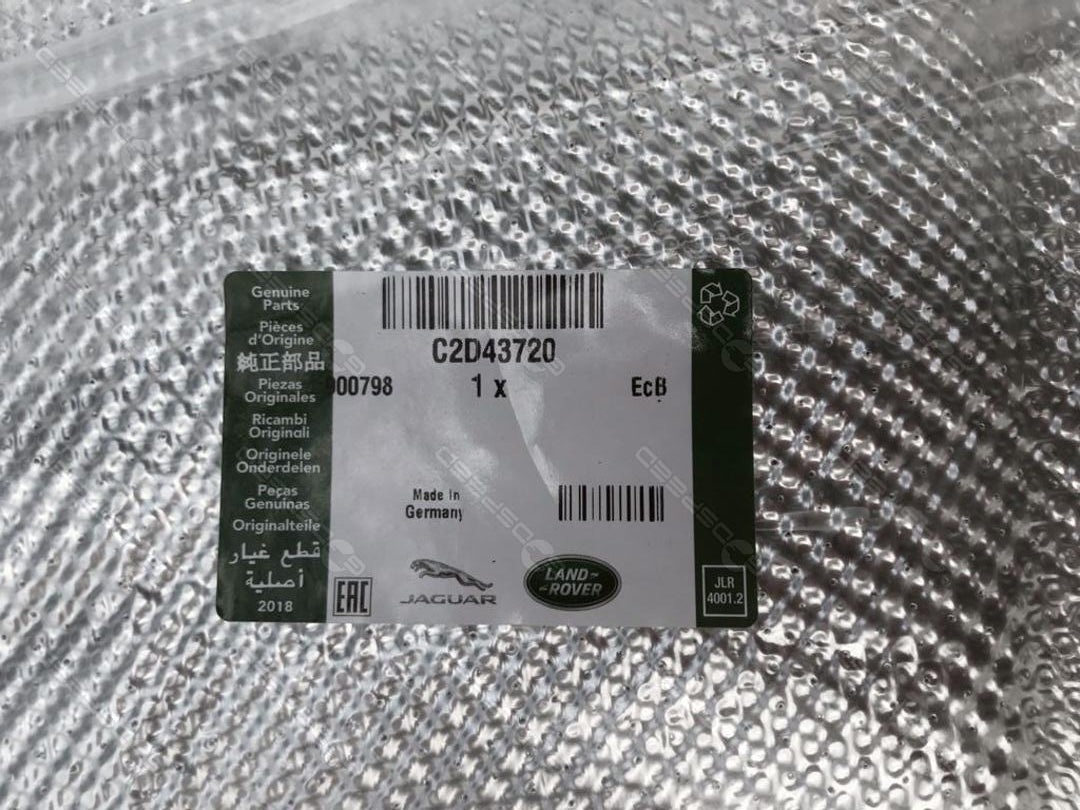 Genuine
Parts
Pièces
d'Origine
純正部品
Piezas
Originales
Ricambi
Originali
Originele
Onderdelen
Peças
Genuínas
Originalteile
قطع غيار
أصلية
2018
C2D43720
000798 1 x EcB
Made in
Germany
EAC
JAGUAR
LAND-
-ROVER
JLR
4001.2